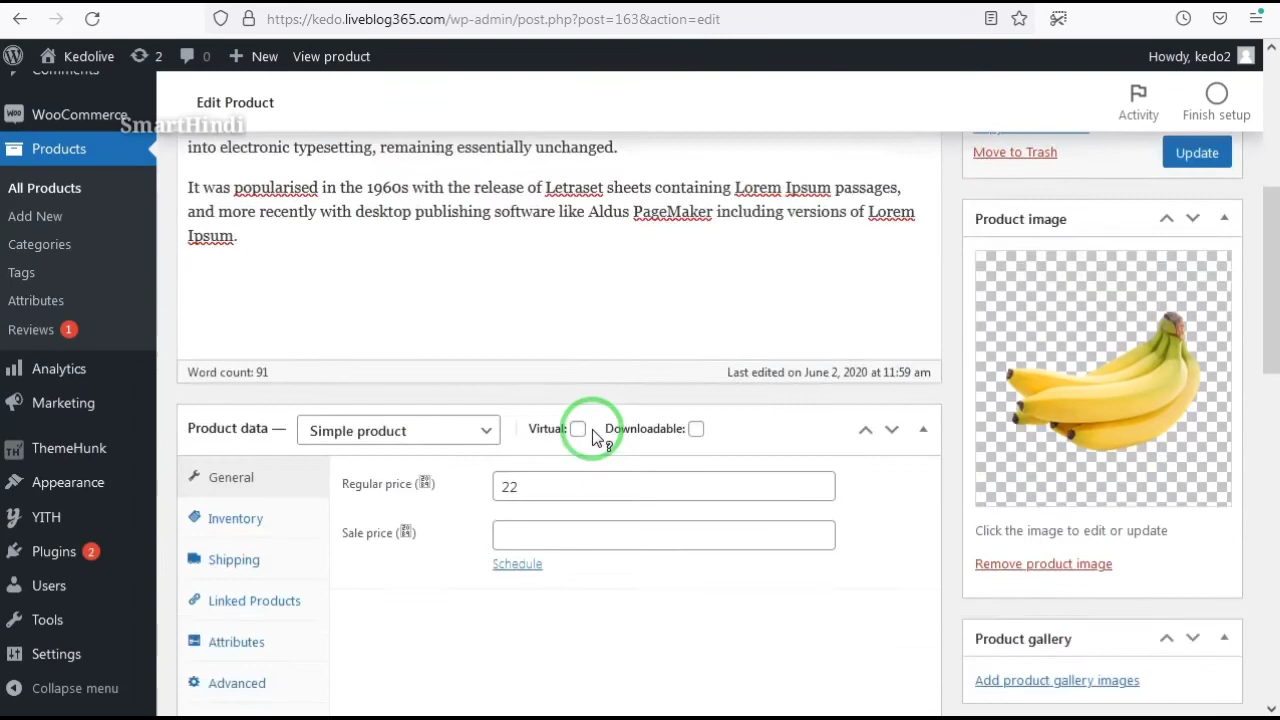 https://kedo.liveblog365.com/wp-admin/post.php?post=163&action=edit
Kedolive
2
0
New
View product
Howdy, kedo2
Comments
WooCommerce
SmartHindi
Products
All Products
Add New
Categories
Tags
Attributes
Reviews 1
Analytics
Marketing
ThemeHunk
Appearance
YITH
Plugins 2
Users
Tools
Settings
Collapse menu
Edit Product
Activity
Finish setup
into electronic typesetting, remaining essentially unchanged.
It was popularised in the 1960s with the release of Letraset sheets containing Lorem Ipsum passages,
and more recently with desktop publishing software like Aldus PageMaker including versions of Lorem
Ipsum.
Word count: 91
Last edited on June 2, 2020 at 11:59 am
Product data —
Simple product
Virtual:
Downloadable:
General
Inventory
Shipping
Linked Products
Attributes
Advanced
Regular price
22
Sale price
Schedule
Move to Trash
Update
Product image
Click the image to edit or update
Remove product image
Product gallery
Add product gallery images